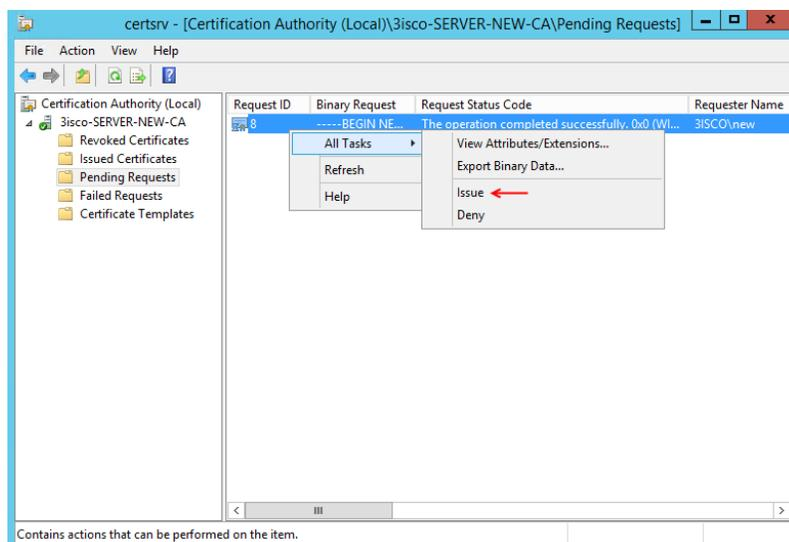 certsrv - [Certification Authority (Local)\3isco-SERVER-NEW-CA\Pending Requests]
File Action View Help
Certification Authority (Local)
3isco-SERVER-NEW-CA
Revoked Certificates
Issued Certificates
Pending Requests
Failed Requests
Certificate Templates
Request ID Binary Request Request Status Code Requester Name
8 -----BEGIN NE... The operation completed successfully. 0x0 (WI... 3ISCO\new
All Tasks
Refresh
Help
View Attributes/Extensions...
Export Binary Data...
Issue
Deny
Contains actions that can be performed on the item.